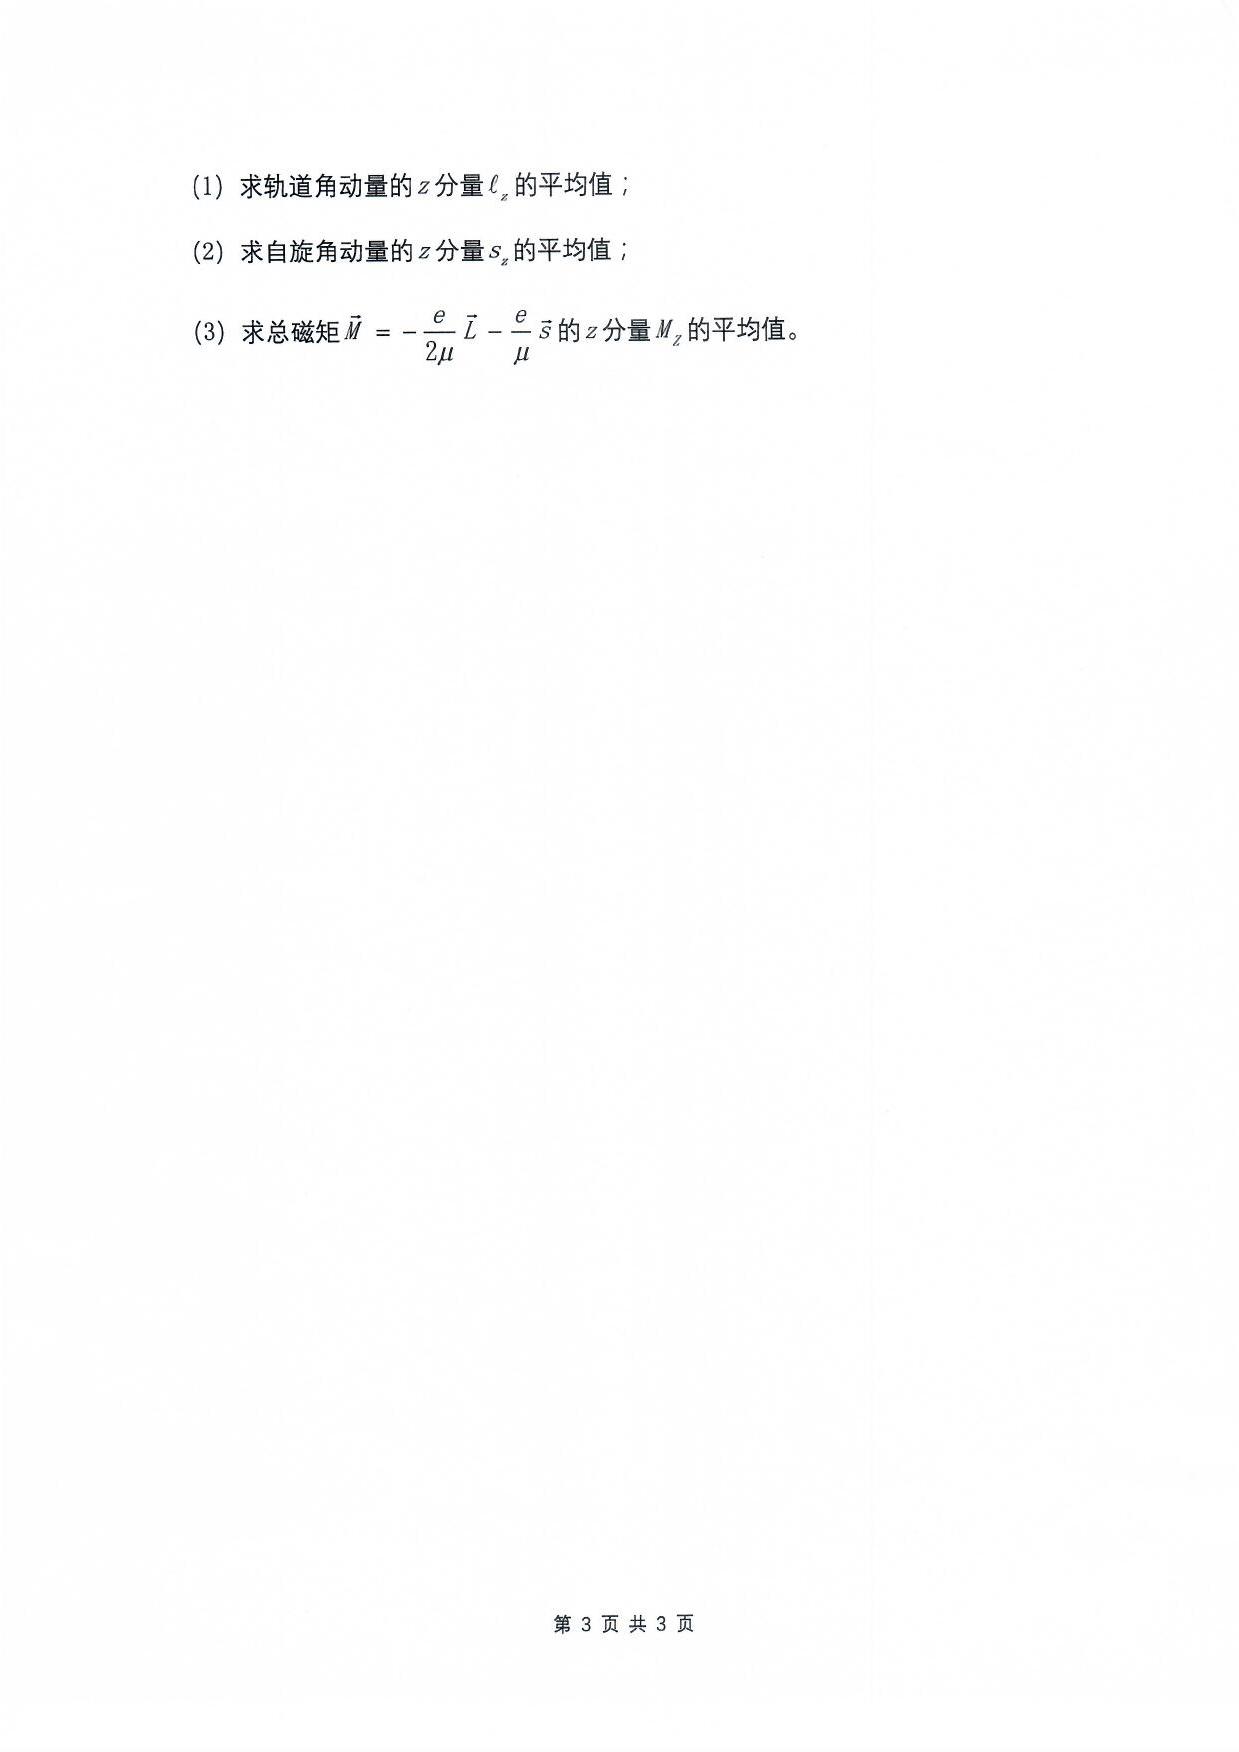 (1) 求轨道角动量的 z 分量 ℓ_z 的平均值；
(2) 求自旋角动量的 z 分量 s_z 的平均值；
(3) 求总磁矩 $\vec{M} = -\frac{e}{2\mu}\vec{L} - \frac{e}{\mu}\vec{s}$ 的 z 分量 M_Z 的平均值。
第 3 页 共 3 页